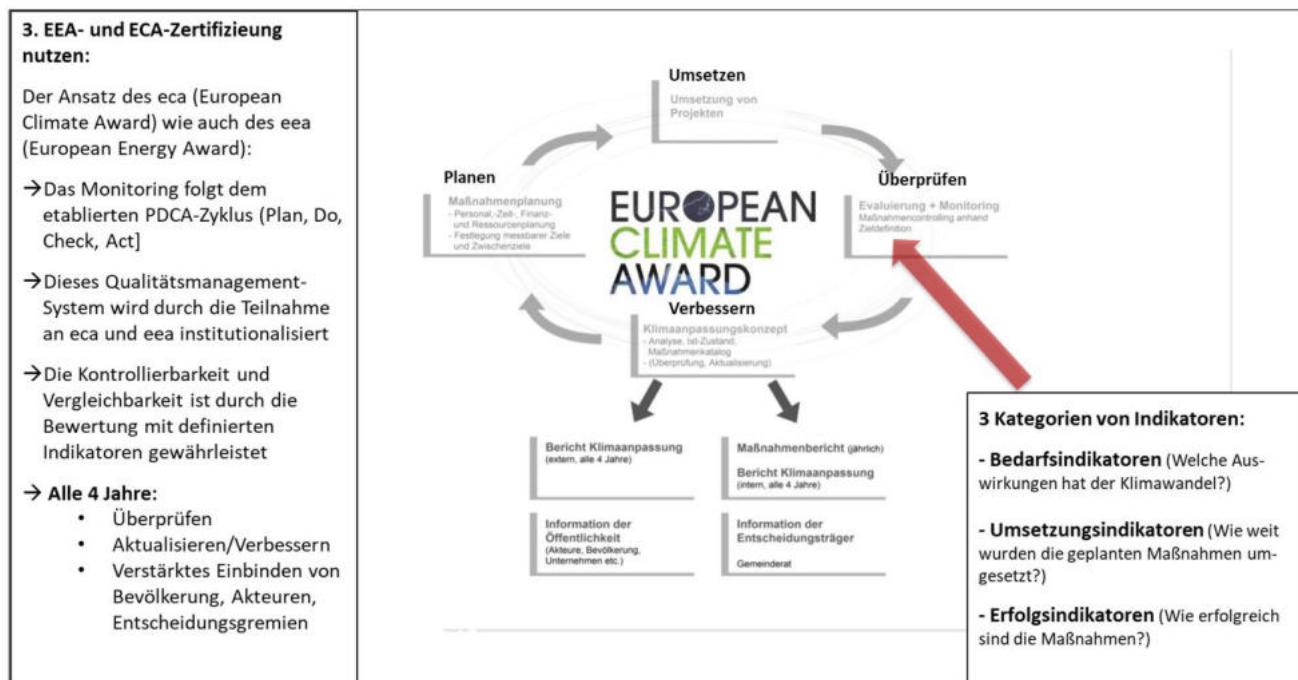 3. EEA- und ECA-Zertifizieung
nutzen:
Der Ansatz des eca (European
Climate Award) wie auch des eea
(European Energy Award):
→Das Monitoring folgt dem
etablierten PDCA-Zyklus (Plan, Do,
Check, Act]
→Dieses Qualitätsmanagement-
System wird durch die Teilnahme
an eca und eea institutionalisiert
→Die Kontrollierbarkeit und
Vergleichbarkeit ist durch die
Bewertung mit definierten
Indikatoren gewährleistet
→ Alle 4 Jahre:
• Überprüfen
• Aktualisieren/Verbessern
• Verstärktes Einbinden von
Bevölkerung, Akteuren,
Entscheidungsgremien
Umsetzen
Umsetzung von
Projekten
Planen
Maßnahmenplanung
- Personal,-Zeit-, Finanz-
und Ressourcenplanung
- Festlegung messbarer Ziele
und Zwischenziele
EUROPEAN
CLIMATE
AWARD
Überprüfen
Evaluierung + Monitoring
Maßnahmencontrolling anhand
Zieldefinition
Verbessern
Klimaanpassungskonzept
- Analyse, Ist-Zustand,
Maßnahmenkatalog
- (Überprüfung, Aktualisierung)
Bericht Klimaanpassung
(extern, alle 4 Jahre)
Maßnahmenbericht (jährlich)
Bericht Klimaanpassung
(intern, alle 4 Jahre)
Information der
Öffentlichkeit
(Akteure, Bevölkerung,
Unternehmen etc.)
Information der
Entscheidungsträger
Gemeinderat
3 Kategorien von Indikatoren:
- Bedarfsindikatoren (Welche Aus-
wirkungen hat der Klimawandel?)
- Umsetzungsindikatoren (Wie weit
wurden die geplanten Maßnahmen um-
gesetzt?)
- Erfolgsindikatoren (Wie erfolgreich
sind die Maßnahmen?)